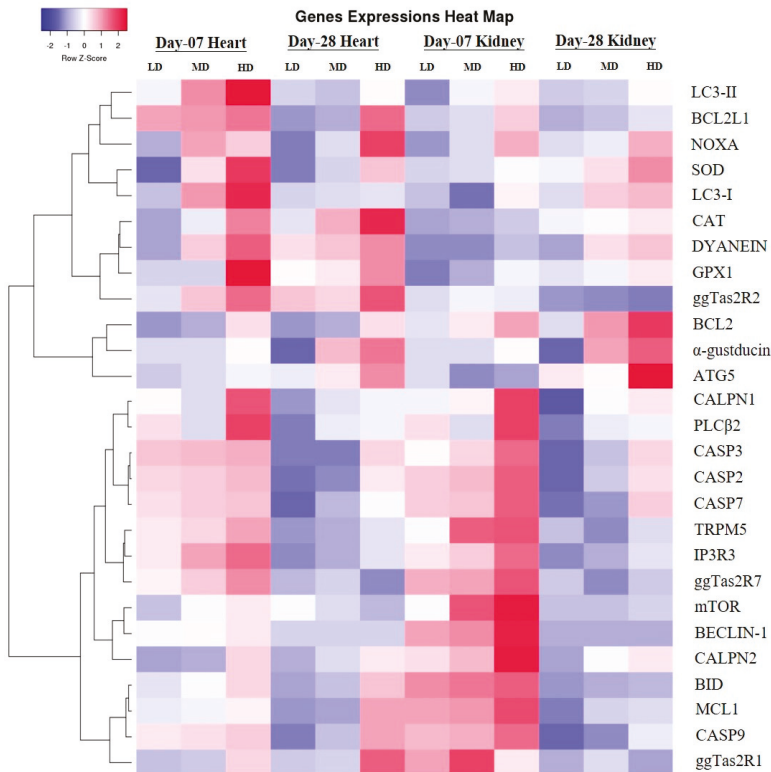 Genes Expressions Heat Map
-2 -1 0 1 2
Row Z-Score
Day-07 Heart Day-28 Heart Day-07 Kidney Day-28 Kidney
LD MD HD LD MD HD LD MD HD LD MD HD
LC3-II
BCL2L1
NOXA
SOD
LC3-I
CAT
DYANEIN
GPX1
ggTas2R2
BCL2
α-gustducin
ATG5
CALPN1
PLCβ2
CASP3
CASP2
CASP7
TRPM5
IP3R3
ggTas2R7
mTOR
BECLIN-1
CALPN2
BID
MCL1
CASP9
ggTas2R1